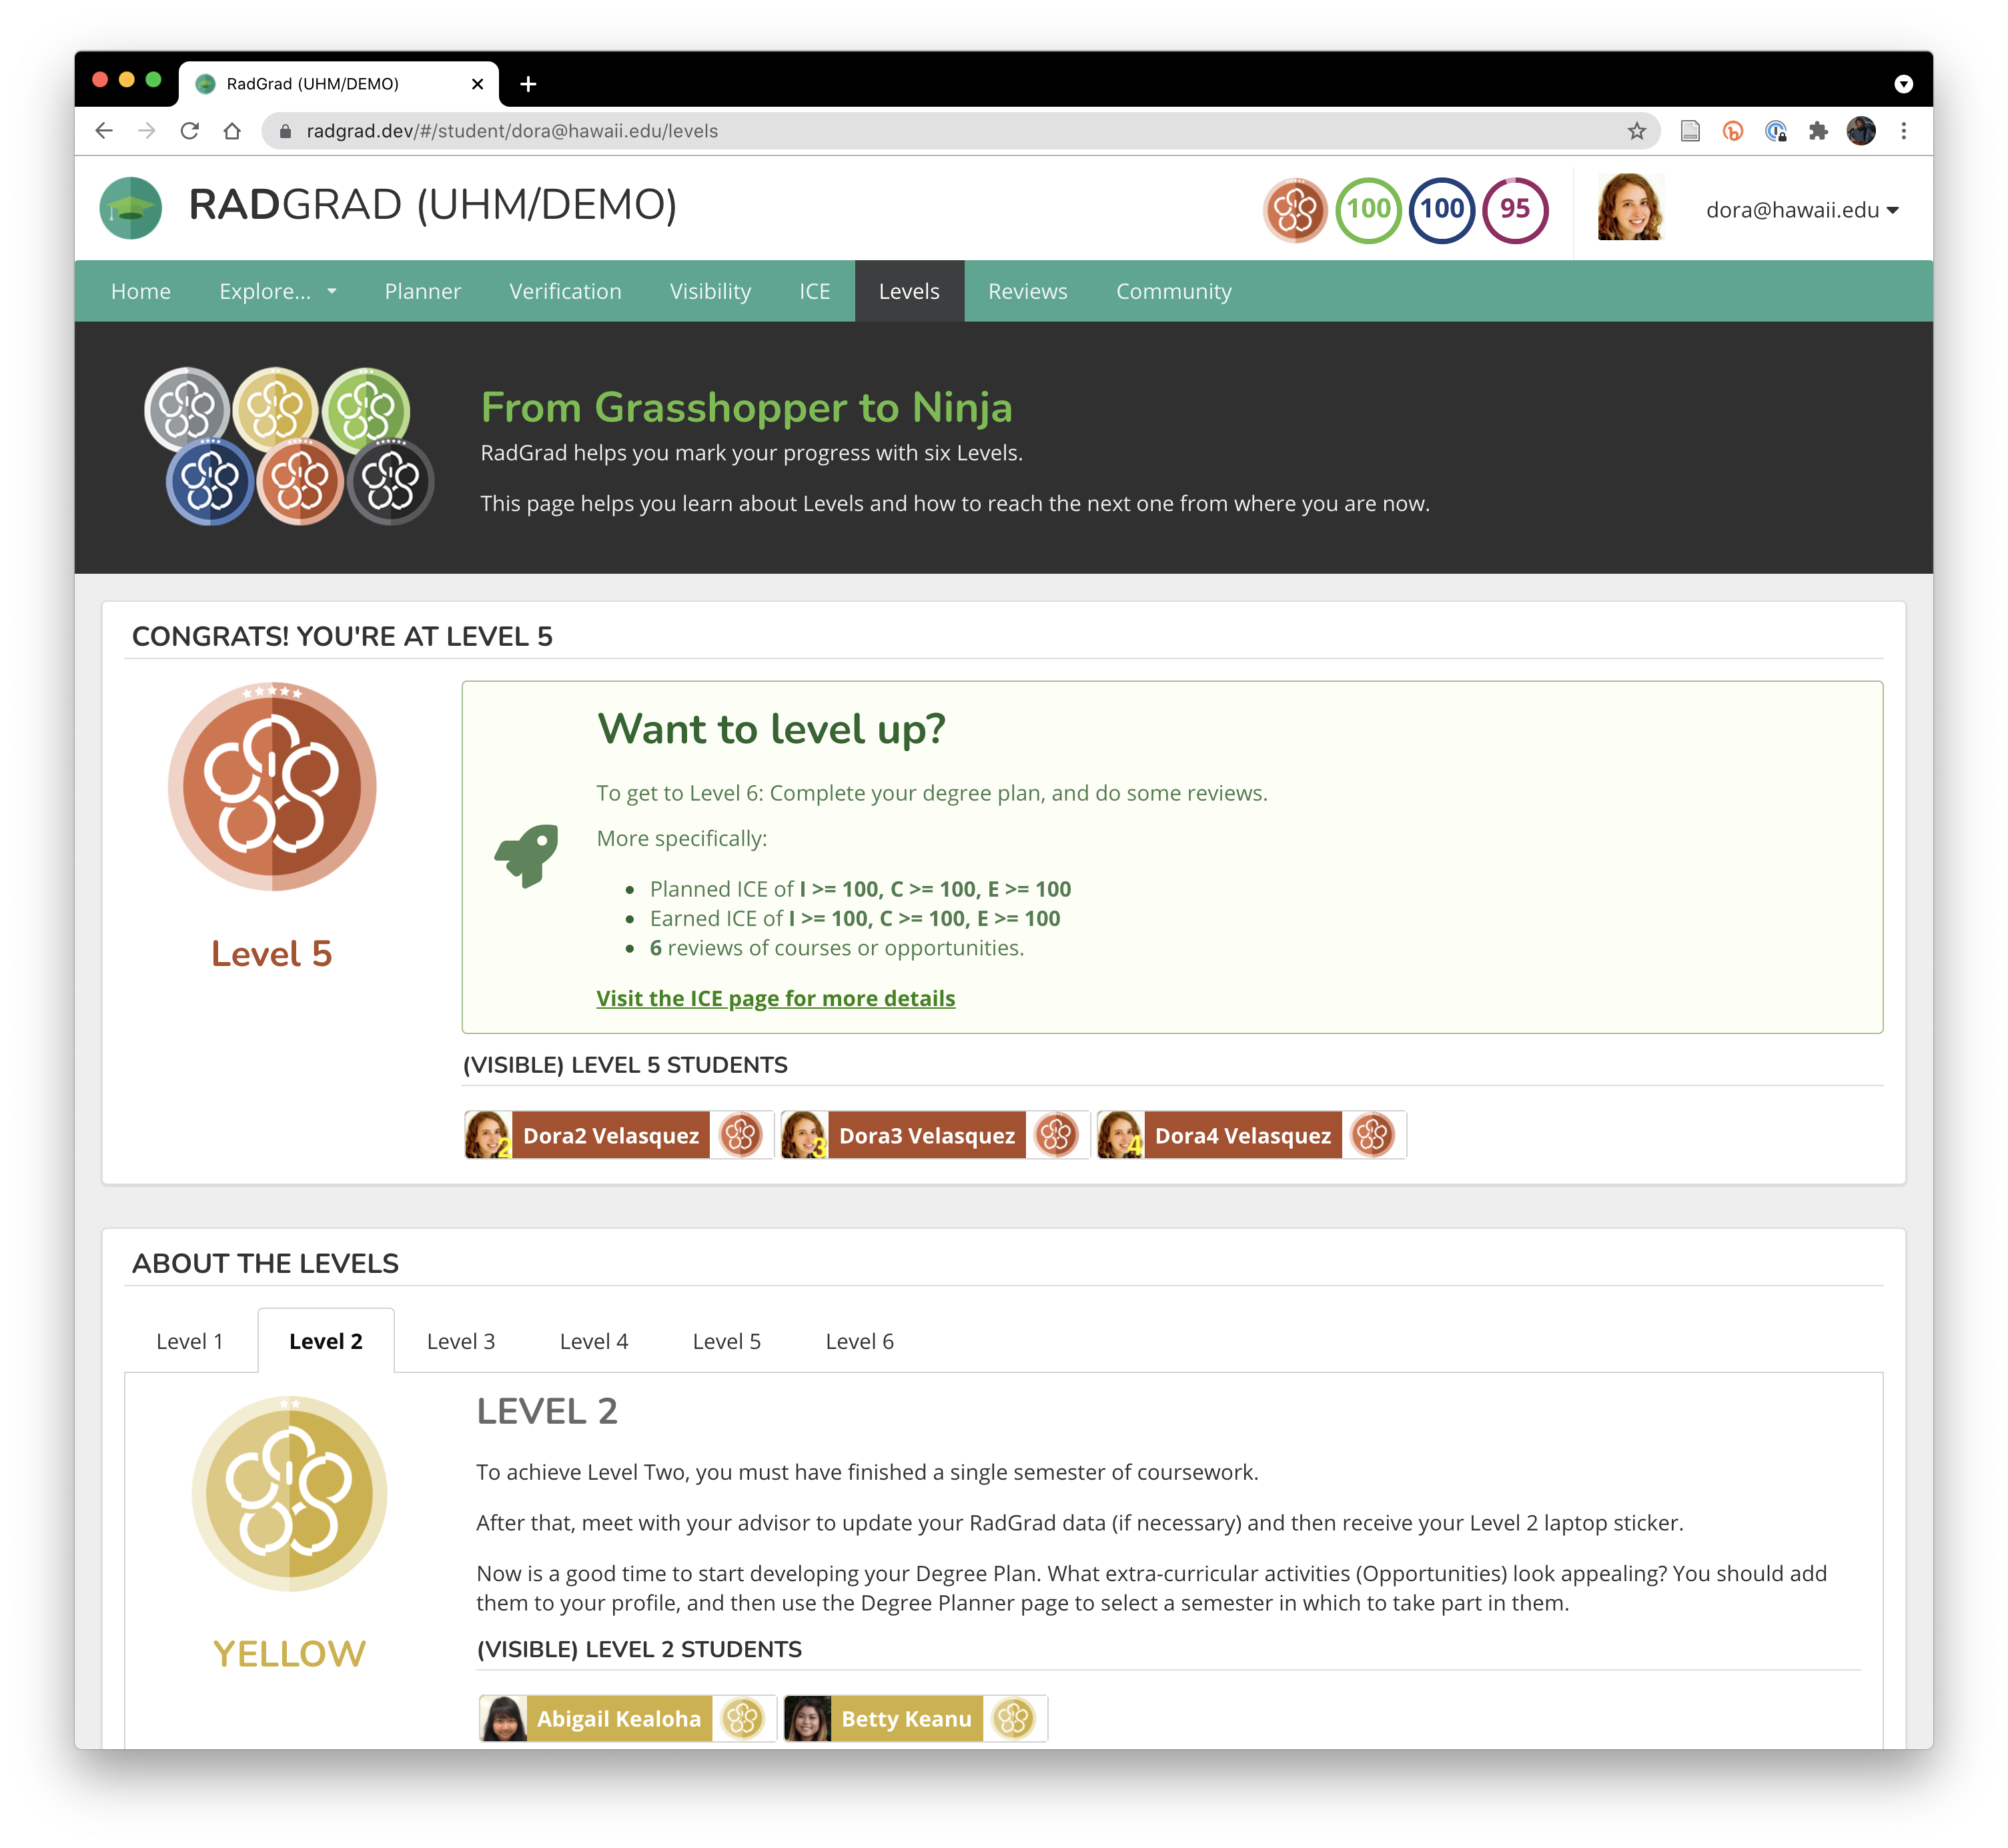 RadGrad (UHM/DEMO)
radgrad.dev/#/student/dora@hawaii.edu/levels
RADGRAD (UHM/DEMO)
100 100 95
dora@hawaii.edu
Home Explore... Planner Verification Visibility ICE Levels Reviews Community
From Grasshopper to Ninja
RadGrad helps you mark your progress with six Levels.
This page helps you learn about Levels and how to reach the next one from where you are now.
CONGRATS! YOU'RE AT LEVEL 5
Level 5
Want to level up?
To get to Level 6: Complete your degree plan, and do some reviews.
More specifically:
Planned ICE of I >= 100, C >= 100, E >= 100
Earned ICE of I >= 100, C >= 100, E >= 100
6 reviews of courses or opportunities.
Visit the ICE page for more details
(VISIBLE) LEVEL 5 STUDENTS
2 Dora2 Velasquez 3 Dora3 Velasquez 4 Dora4 Velasquez
ABOUT THE LEVELS
Level 1 Level 2 Level 3 Level 4 Level 5 Level 6
YELLOW
LEVEL 2
To achieve Level Two, you must have finished a single semester of coursework.
After that, meet with your advisor to update your RadGrad data (if necessary) and then receive your Level 2 laptop sticker.
Now is a good time to start developing your Degree Plan. What extra-curricular activities (Opportunities) look appealing? You should add
them to your profile, and then use the Degree Planner page to select a semester in which to take part in them.
(VISIBLE) LEVEL 2 STUDENTS
Abigail Kealoha Betty Keanu